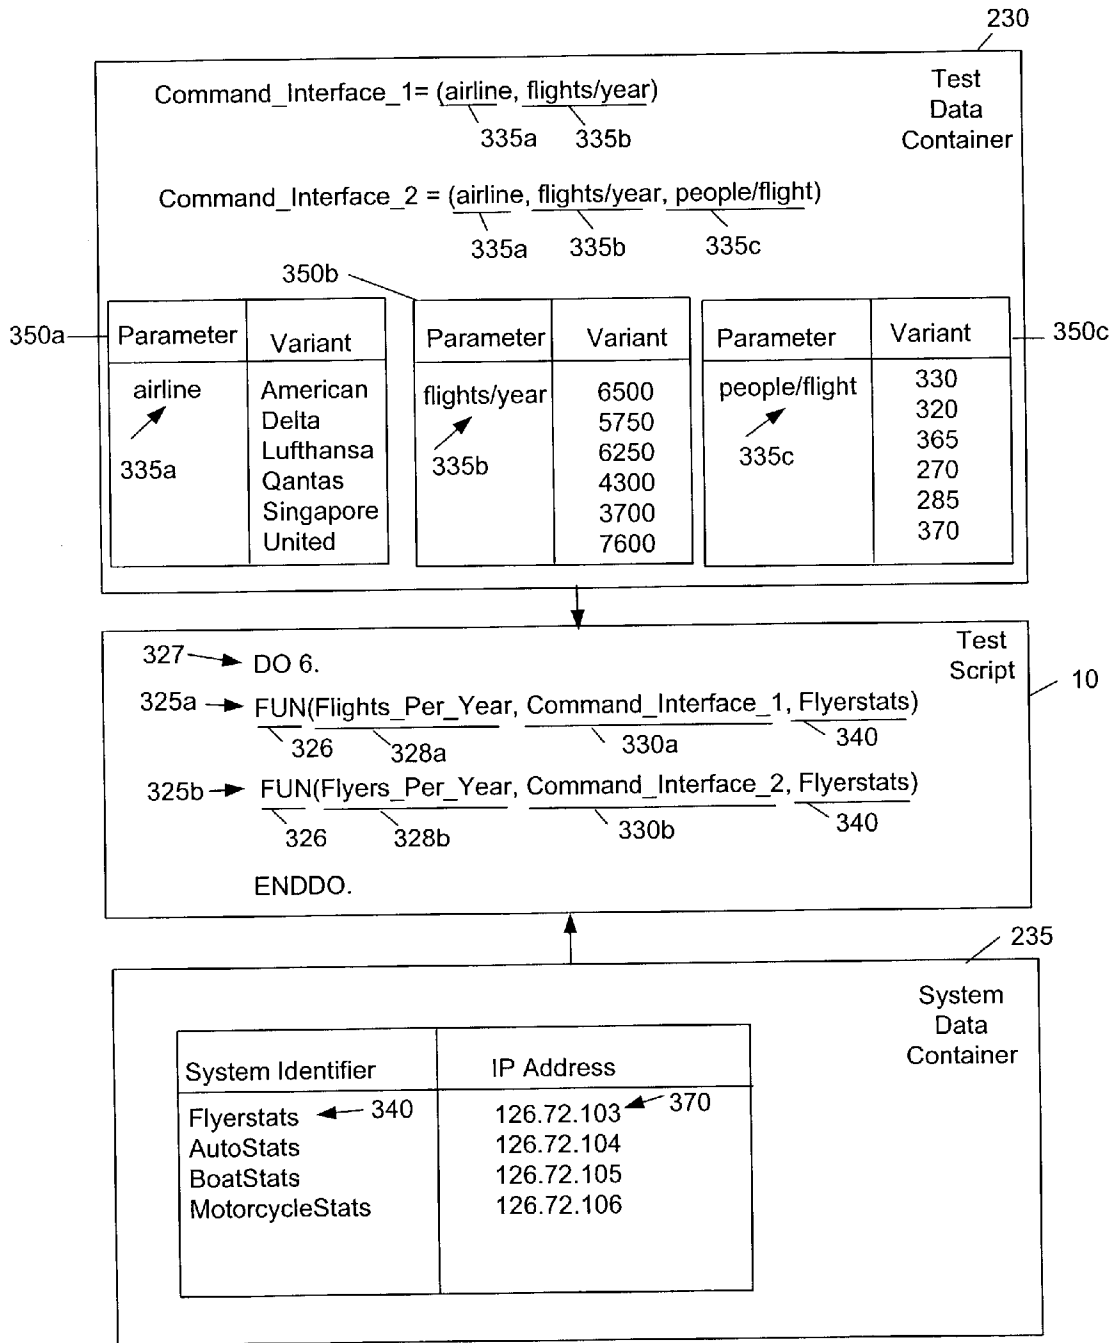 230
Test
Data
Container
Command_Interface_1= (airline, flights/year)
335a 335b
Command_Interface_2 = (airline, flights/year, people/flight)
335a 335b 335c
350b
350a Parameter Variant Parameter Variant Parameter Variant 350c
airline American flights/year 6500 people/flight 330
Delta 5750 320
335a Lufthansa 335b 6250 335c 365
Qantas 4300 270
Singapore 3700 285
United 7600 370
Test
Script
10
327 DO 6.
325a FUN(Flights_Per_Year, Command_Interface_1, Flyerstats)
326 328a 330a 340
325b FUN(Flyers_Per_Year, Command_Interface_2, Flyerstats)
326 328b 330b 340
ENDDO.
235
System
Data
Container
System Identifier IP Address
Flyerstats 340 126.72.103 370
AutoStats 126.72.104
BoatStats 126.72.105
MotorcycleStats 126.72.106